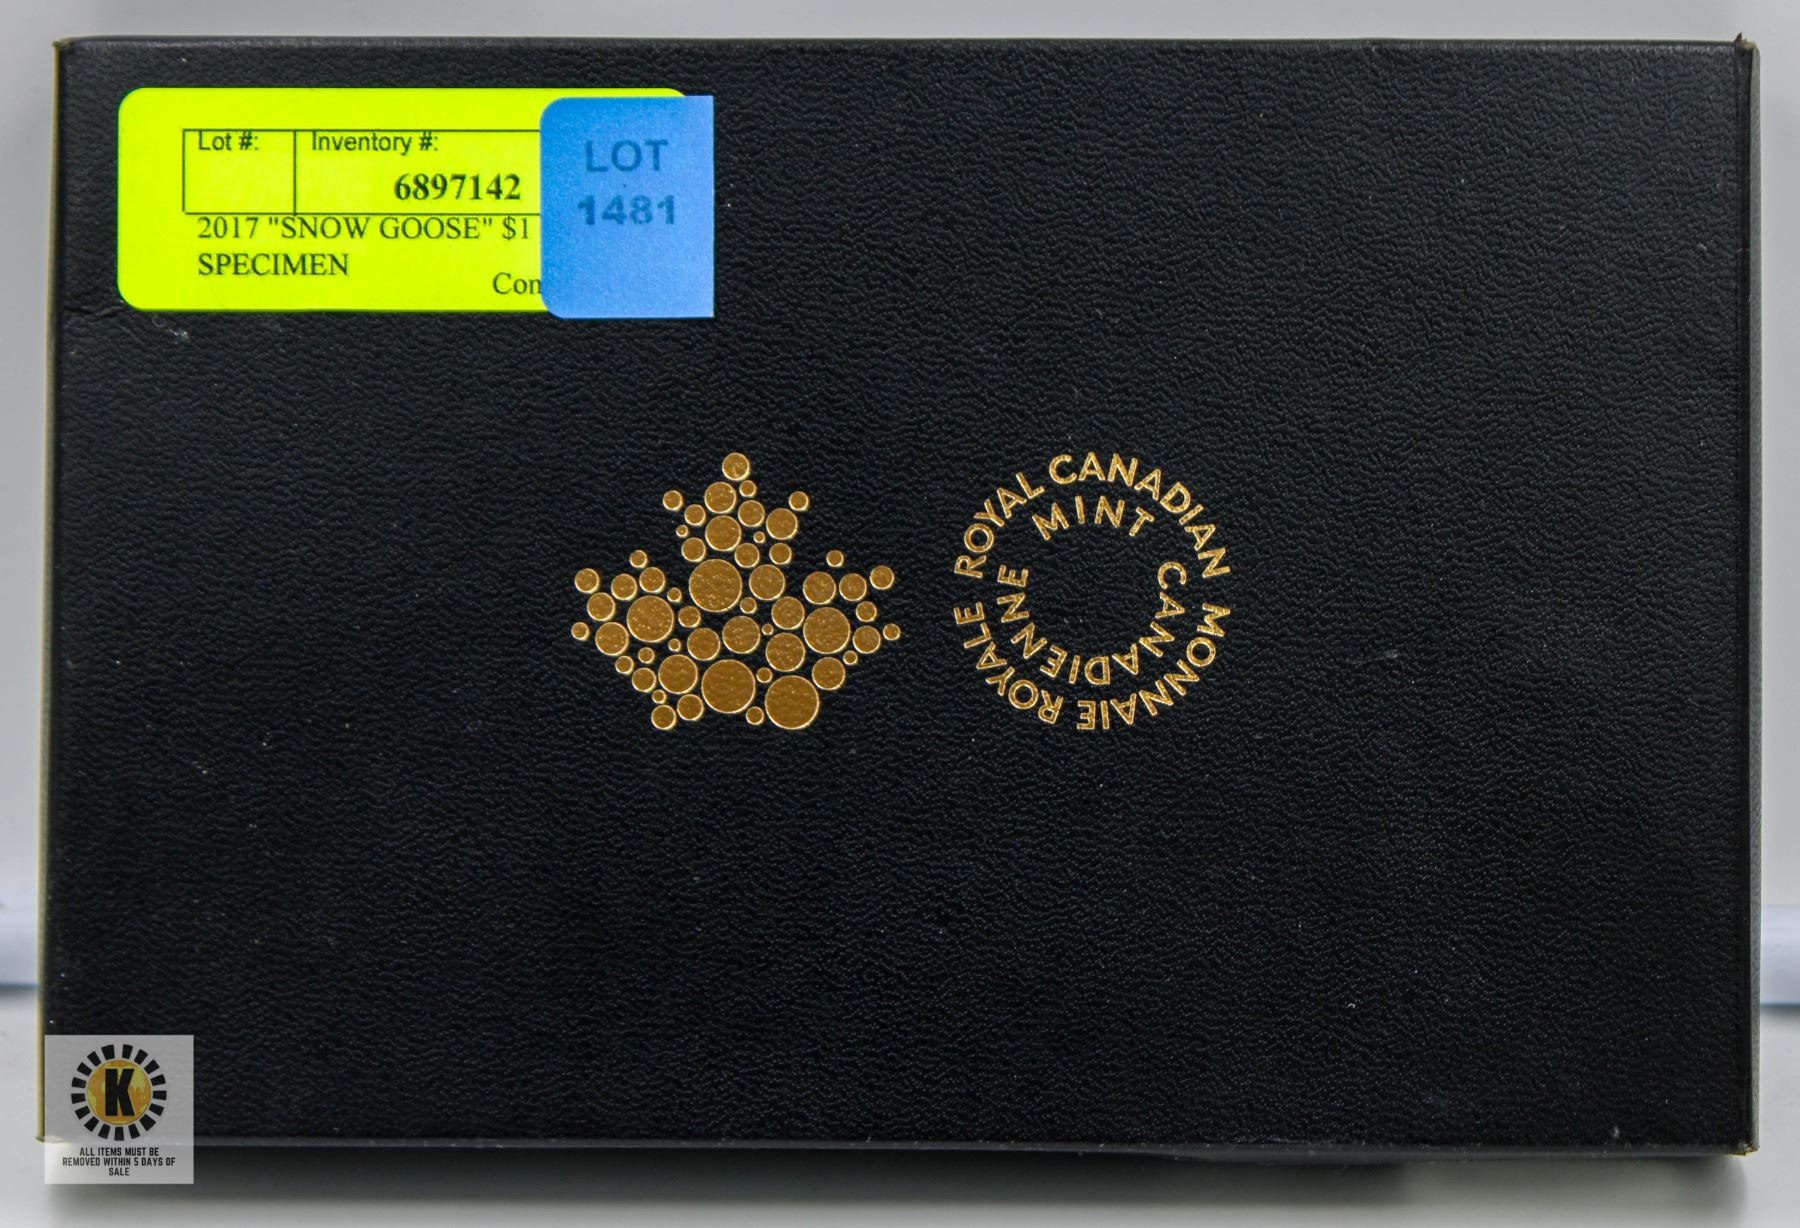 Lot #:
Inventory #:
6897142
2017 "SNOW GOOSE" $1
SPECIMEN
Con
LOT
1481
ROYAL CANADIAN
MINT
MONNAIE ROYALE
CANADIENNE
K
ALL ITEMS MUST BE
REMOVED WITHIN 5 DAYS OF
SALE